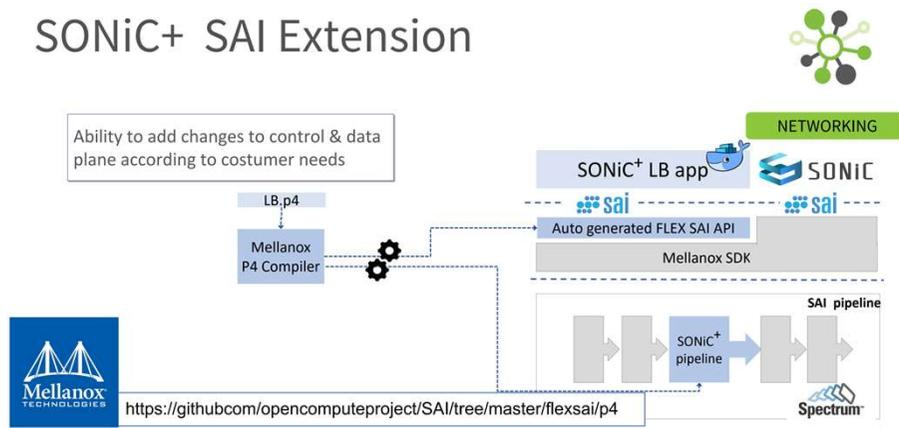 SONiC+ SAI Extension
NETWORKING
Ability to add changes to control & data
plane according to costumer needs
SONiC+ LB app
SONiC
LB.p4
sai
sai
Auto generated FLEX SAI API
Mellanox
P4 Compiler
Mellanox SDK
SAI pipeline
SONiC+
pipeline
Mellanox
TECHNOLOGIES
https://githubcom/opencomputeproject/SAI/tree/master/flexsai/p4
Spectrum